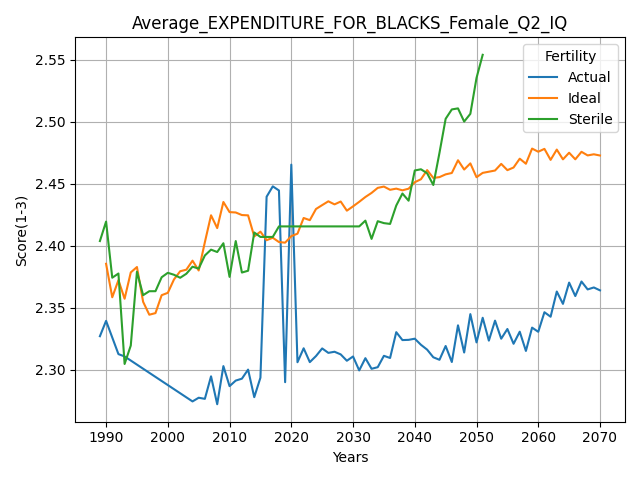 Average_EXPENDITURE_FOR_BLACKS_Female_Q2_IQ
Fertility
Actual
Ideal
Sterile
Score(1-3)
2.55
2.50
2.45
2.40
2.35
2.30
1990 2000 2010 2020 2030 2040 2050 2060 2070
Years